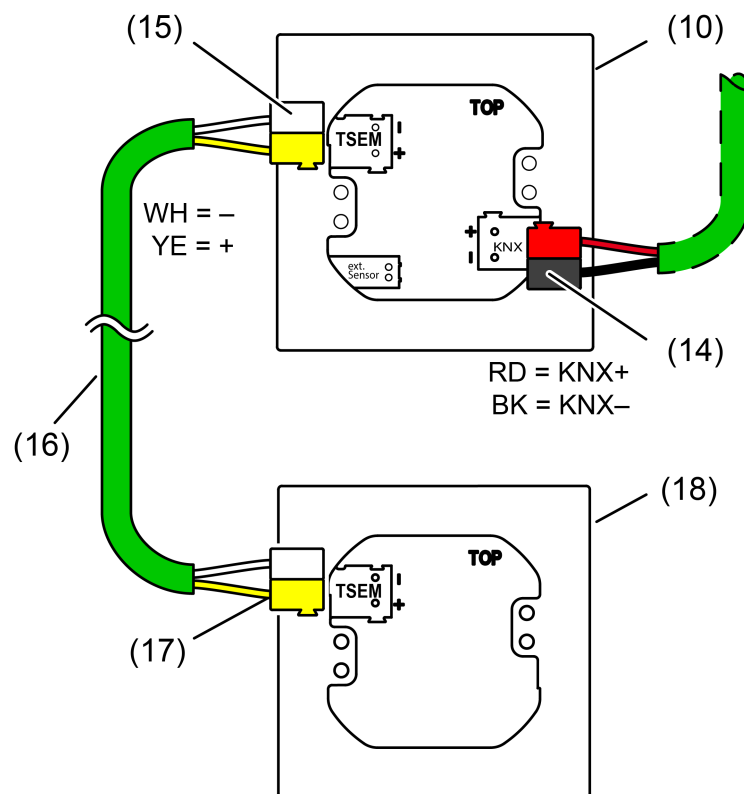 (15)
(10)
TOP
TSEM
-
+
WH = –
YE = +
+
-
KNX
ext.
Sensor
(14)
RD = KNX+
BK = KNX–
(16)
(18)
TOP
TSEM
-
+
(17)